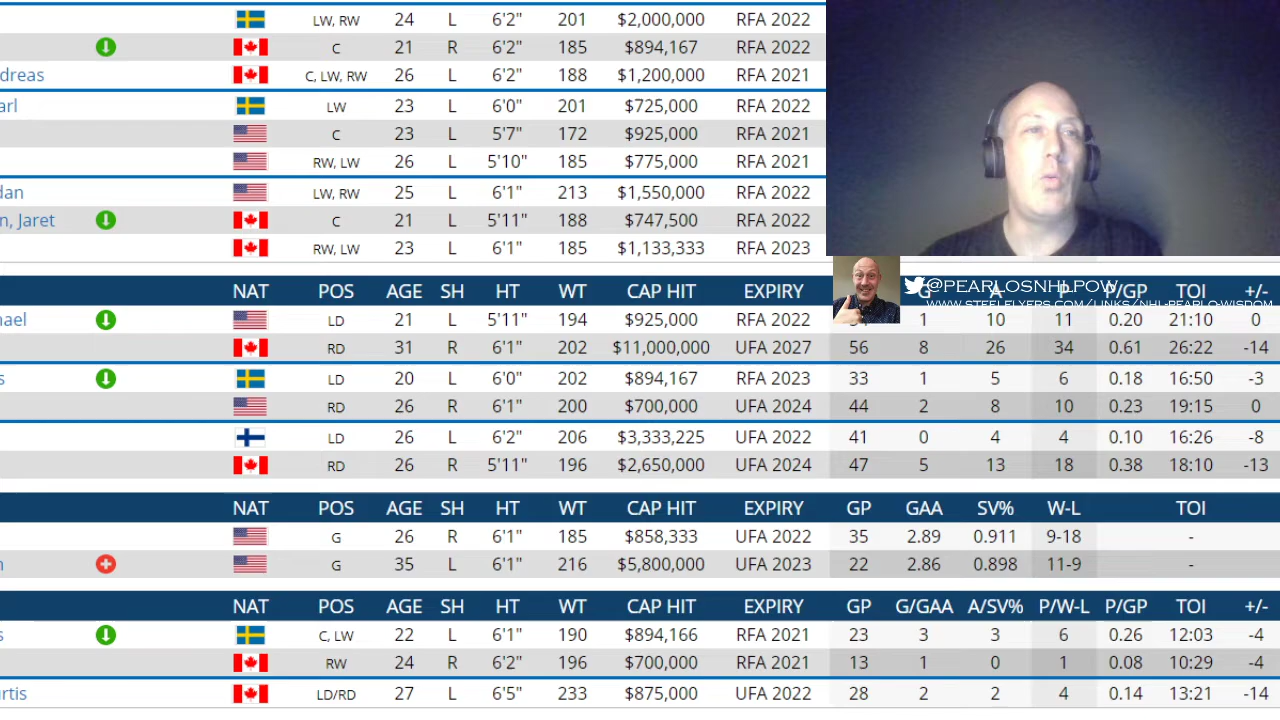 LW, RW 24 L 6'2" 201 $2,000,000 RFA 2022
C 21 R 6'2" 185 $894,167 RFA 2022
dreas C, LW, RW 26 L 6'2" 188 $1,200,000 RFA 2021
arl LW 23 L 6'0" 201 $725,000 RFA 2022
C 23 L 5'7" 172 $925,000 RFA 2021
RW, LW 26 L 5'10" 185 $775,000 RFA 2021
dan LW, RW 25 L 6'1" 213 $1,550,000 RFA 2022
n, Jaret C 21 L 5'11" 188 $747,500 RFA 2022
RW, LW 23 L 6'1" 185 $1,133,333 RFA 2023
@PEARLOSNHLPOW
WWW.STEELFLYERS.COM/LINKS/NHL-PEARLO-WISDOM
NAT POS AGE SH HT WT CAP HIT EXPIRY G A P P/GP TOI +/-
ael LD 21 L 5'11" 194 $925,000 RFA 2022 1 10 11 0.20 21:10 0
RD 31 R 6'1" 202 $11,000,000 UFA 2027 56 8 26 34 0.61 26:22 -14
s LD 20 L 6'0" 202 $894,167 RFA 2023 33 1 5 6 0.18 16:50 -3
RD 26 R 6'1" 200 $700,000 UFA 2024 44 2 8 10 0.23 19:15 0
LD 26 L 6'2" 206 $3,333,225 UFA 2022 41 0 4 4 0.10 16:26 -8
RD 26 R 5'11" 196 $2,650,000 UFA 2024 47 5 13 18 0.38 18:10 -13
NAT POS AGE SH HT WT CAP HIT EXPIRY GP GAA SV% W-L TOI
G 26 R 6'1" 185 $858,333 UFA 2022 35 2.89 0.911 9-18 -
n G 35 L 6'1" 216 $5,800,000 UFA 2023 22 2.86 0.898 11-9 -
NAT POS AGE SH HT WT CAP HIT EXPIRY GP G/GAA A/SV% P/W-L P/GP TOI +/-
s C, LW 22 L 6'1" 190 $894,166 RFA 2021 23 3 3 6 0.26 12:03 -4
RW 24 R 6'2" 196 $700,000 RFA 2021 13 1 0 1 0.08 10:29 -4
urtis LD/RD 27 L 6'5" 233 $875,000 UFA 2022 28 2 2 4 0.14 13:21 -14